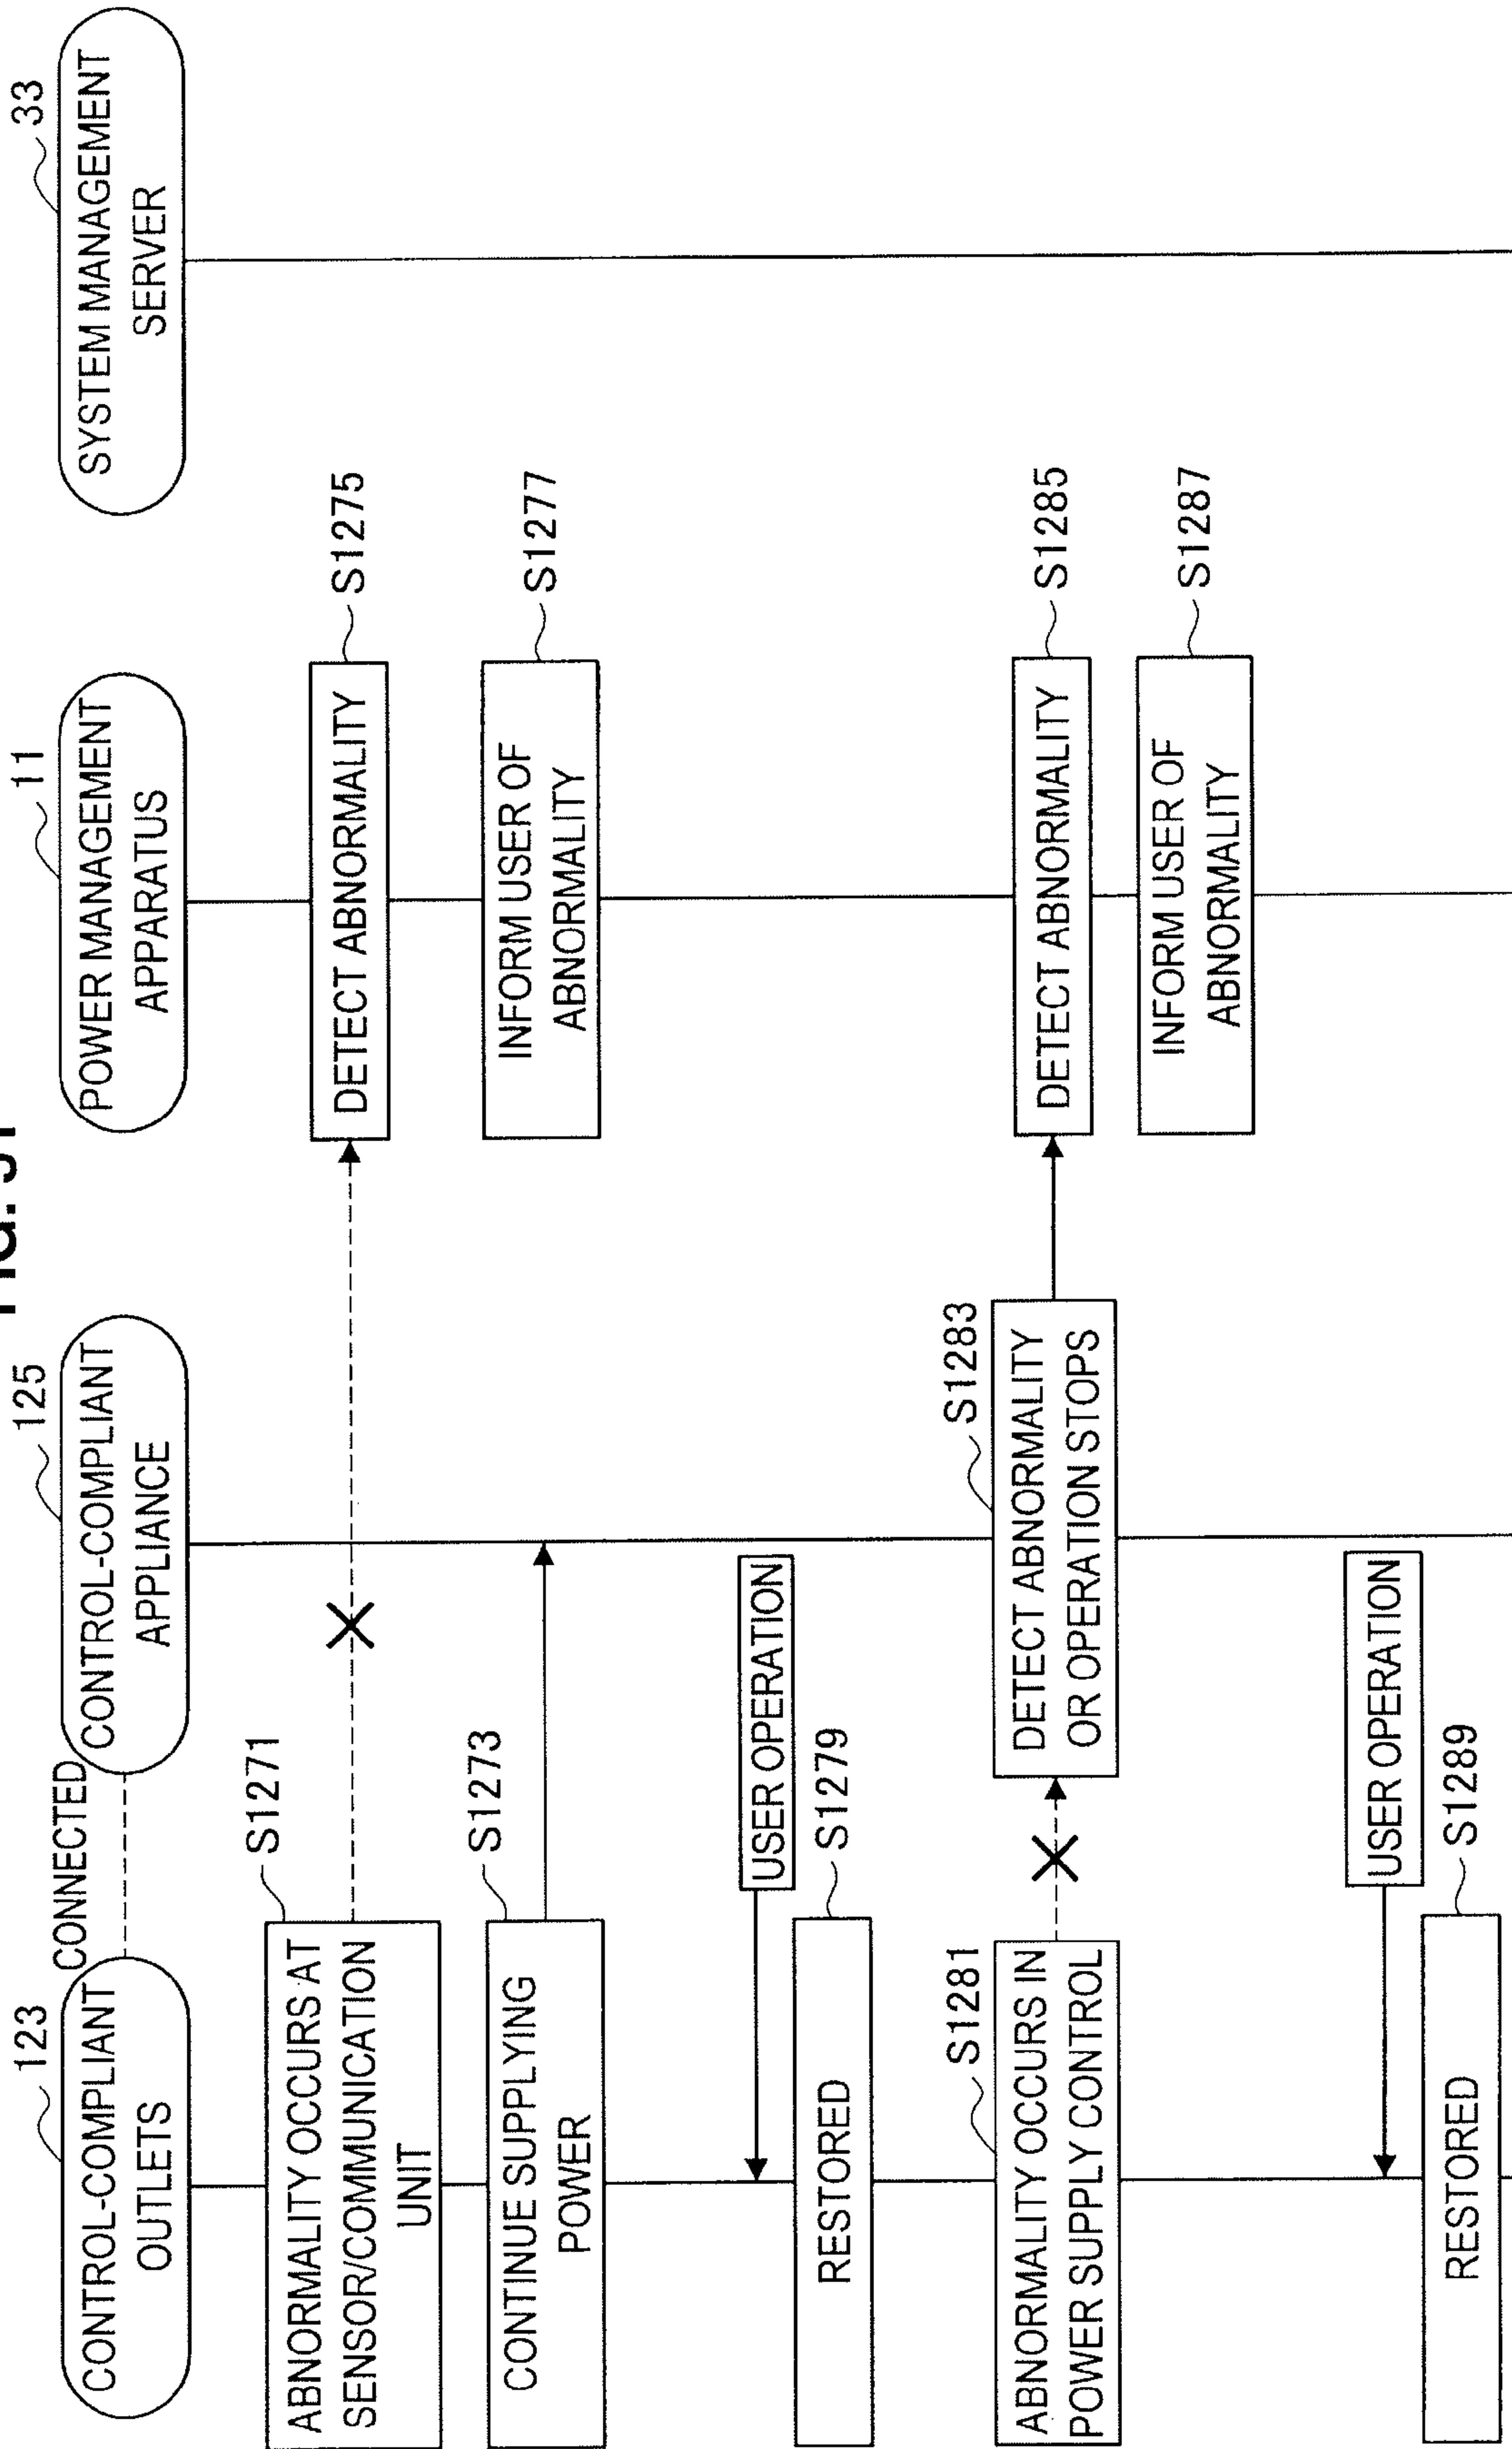 FIG.
123
CONTROL-COMPLIANT
OUTLETS
CONNECTED
125
CONTROL-COMPLIANT
APPLIANCE
11
POWER MANAGEMENT
APPARATUS
33
SYSTEM MANAGEMENT
SERVER
S1271
ABNORMALITY OCCURS AT
SENSOR/COMMUNICATION
UNIT
DETECT ABNORMALITY
S1275
S1273
CONTINUE SUPPLYING
POWER
INFORM USER OF
ABNORMALITY
S1277
USER OPERATION
RESTORED
S1279
S1281
ABNORMALITY OCCURS IN
POWER SUPPLY CONTROL
S1283
DETECT ABNORMALITY
OR OPERATION STOPS
DETECT ABNORMALITY
S1285
INFORM USER OF
ABNORMALITY
S1287
USER OPERATION
RESTORED
S1289